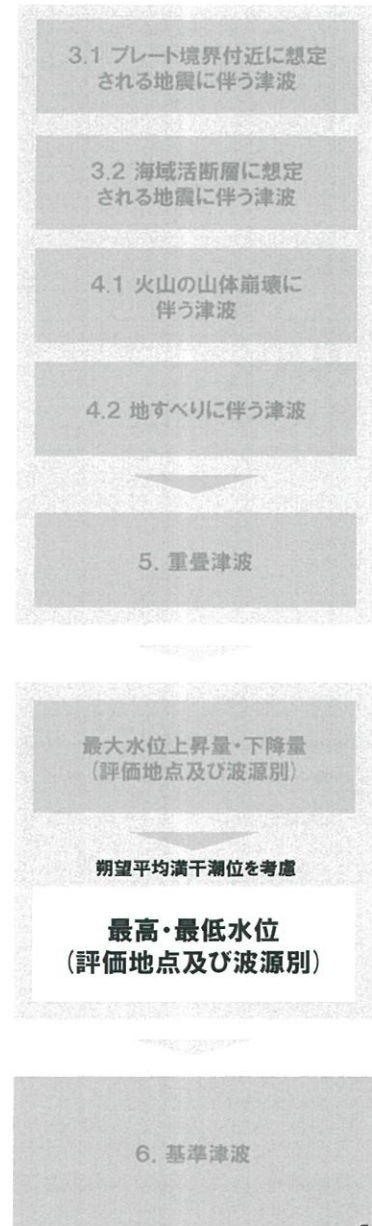 3.1 プレート境界付近に想定
される地震に伴う津波
3.2 海域活断層に想定
される地震に伴う津波
4.1 火山の山体崩壊に
伴う津波
4.2 地すべりに伴う津波
5. 重畳津波
最大水位上昇量・下降量
(評価地点及び波源別)
朔望平均満干潮位を考慮
最高・最低水位
(評価地点及び波源別)
6. 基準津波